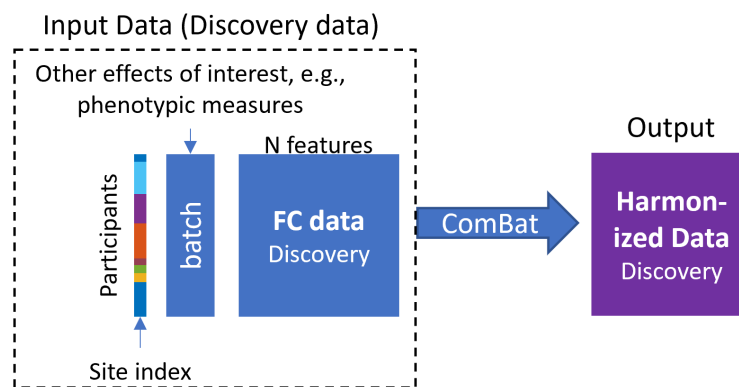 Input Data (Discovery data)
Other effects of interest, e.g.,
phenotypic measures
N features
Participants
batch
FC data
Discovery
Site index
ComBat
Output
Harmon-
ized Data
Discovery